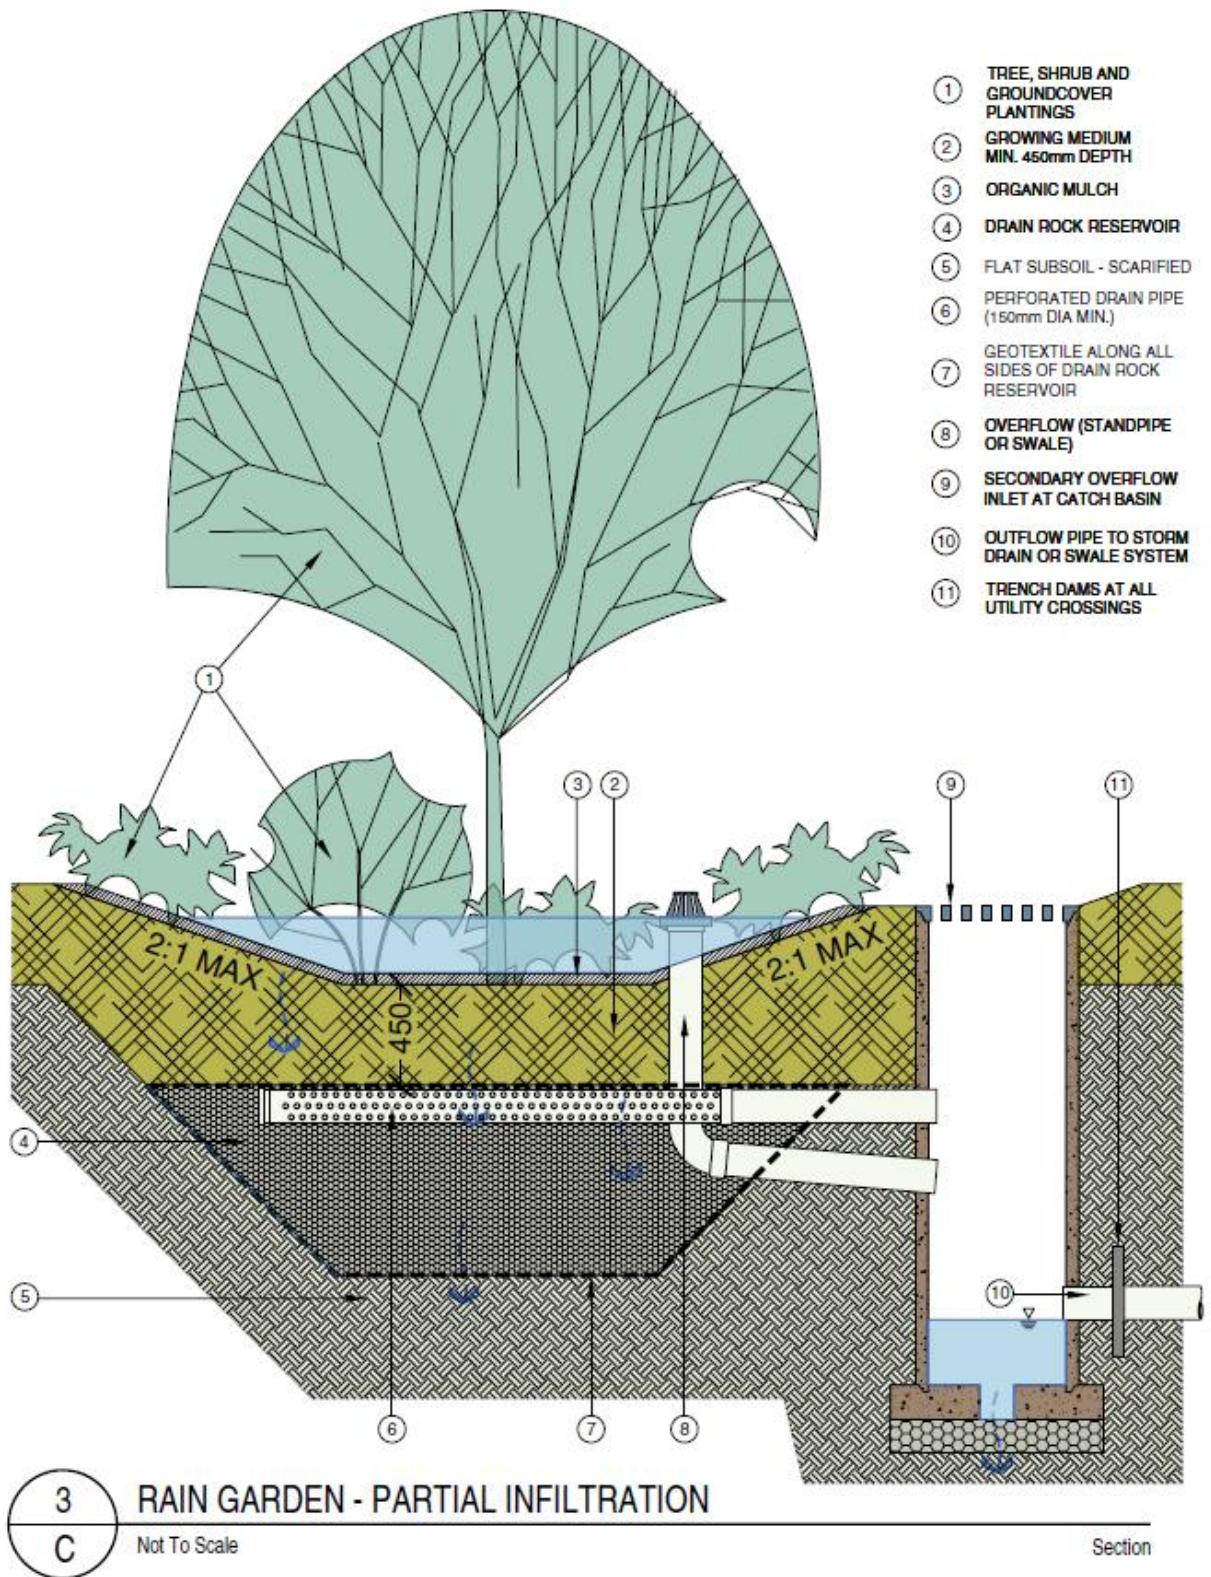 1
TREE, SHRUB AND
GROUNDCOVER
PLANTINGS
2
GROWING MEDIUM
MIN. 450mm DEPTH
3
ORGANIC MULCH
4
DRAIN ROCK RESERVOIR
5
FLAT SUBSOIL - SCARIFIED
6
PERFORATED DRAIN PIPE
(150mm DIA MIN.)
7
GEOTEXTILE ALONG ALL
SIDES OF DRAIN ROCK
RESERVOIR
8
OVERFLOW (STANDPIPE
OR SWALE)
9
SECONDARY OVERFLOW
INLET AT CATCH BASIN
10
OUTFLOW PIPE TO STORM
DRAIN OR SWALE SYSTEM
11
TRENCH DAMS AT ALL
UTILITY CROSSINGS
1
3
2
9
11
2:1 MAX
2:1 MAX
450
4
5
10
6
7
8
3
C
RAIN GARDEN - PARTIAL INFILTRATION
Not To Scale
Section